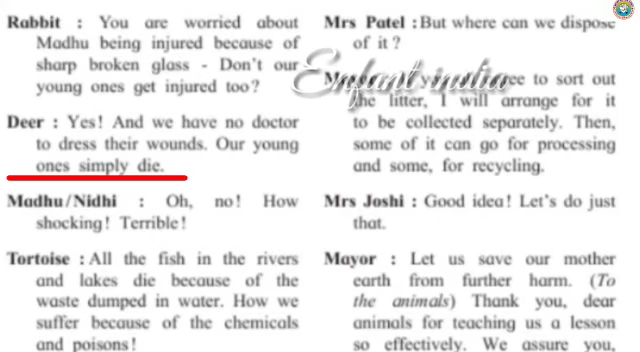 Rabbit : You are worried about
Madhu being injured because of
sharp broken glass - Don't our
young ones get injured too?
Deer : Yes! And we have no doctor
to dress their wounds. Our young
ones simply die.
Madhu/Nidhi : Oh, no! How
shocking! Terrible!
Tortoise : All the fish in the rivers
and lakes die because of the
waste dumped in water. How we
suffer because of the chemicals
and poisons!
Mrs Patel : But where can we dispose
of it?
Enfant india
to sort out
the litter, I will arrange for it
to be collected separately. Then,
some of it can go for processing
and some, for recycling.
Mrs Joshi : Good idea! Let's do just
that.
Mayor : Let us save our mother
earth from further harm. (To
the animals) Thank you, dear
animals for teaching us a lesson
so effectively. We assure you,